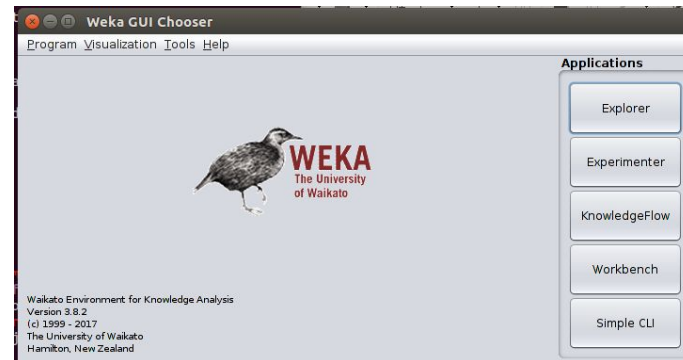 Weka GUI Chooser
Program Visualization Tools Help
Applications
Explorer
Experimenter
KnowledgeFlow
Workbench
Simple CLI
WEKA
The University
of Waikato
Waikato Environment for Knowledge Analysis
Version 3.8.2
(c) 1999 - 2017
The University of Waikato
Hamilton, New Zealand